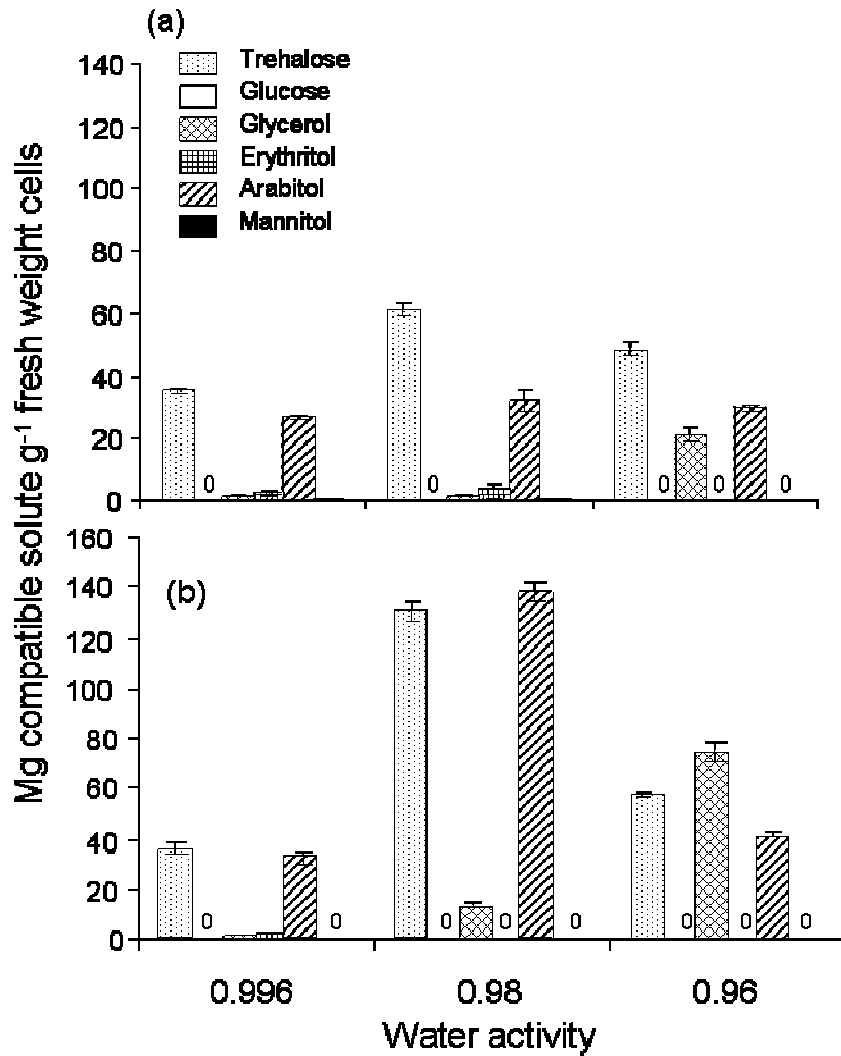 (a)
Trehalose
Glucose
Glycerol
Erythritol
Arabitol
Mannitol
140
120
100
80
60
40
20
0
0 0 0 0 0
(b)
160
140
120
100
80
60
40
20
0
0 0 0 0 0 0 0 0
0.996 0.98 0.96
Water activity
Mg compatible solute g⁻¹ fresh weight cells